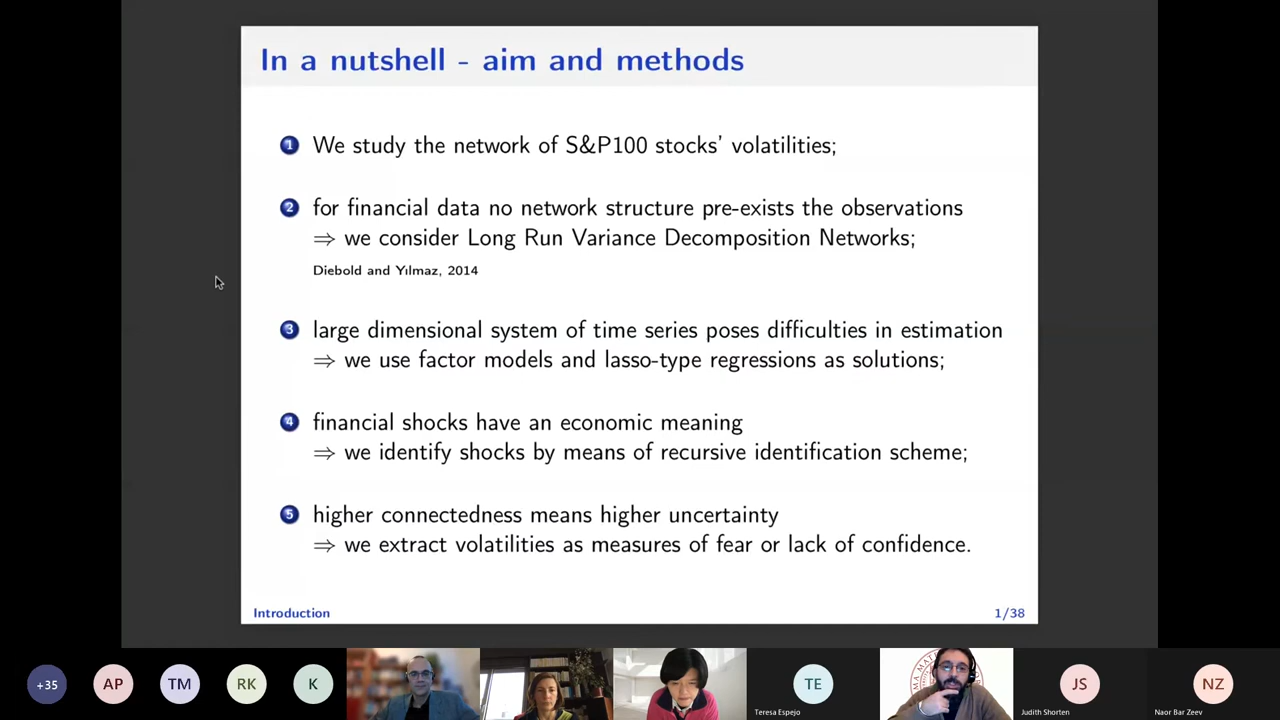 In a nutshell - aim and methods
1 We study the network of S&P100 stocks' volatilities;
2 for financial data no network structure pre-exists the observations
⇒ we consider Long Run Variance Decomposition Networks;
Diebold and Yılmaz, 2014
3 large dimensional system of time series poses difficulties in estimation
⇒ we use factor models and lasso-type regressions as solutions;
4 financial shocks have an economic meaning
⇒ we identify shocks by means of recursive identification scheme;
5 higher connectedness means higher uncertainty
⇒ we extract volatilities as measures of fear or lack of confidence.
Introduction 1/38
+35 AP TM RK K TE JS NZ
Teresa Espejo Judith Shorten Naor Bar Zeev